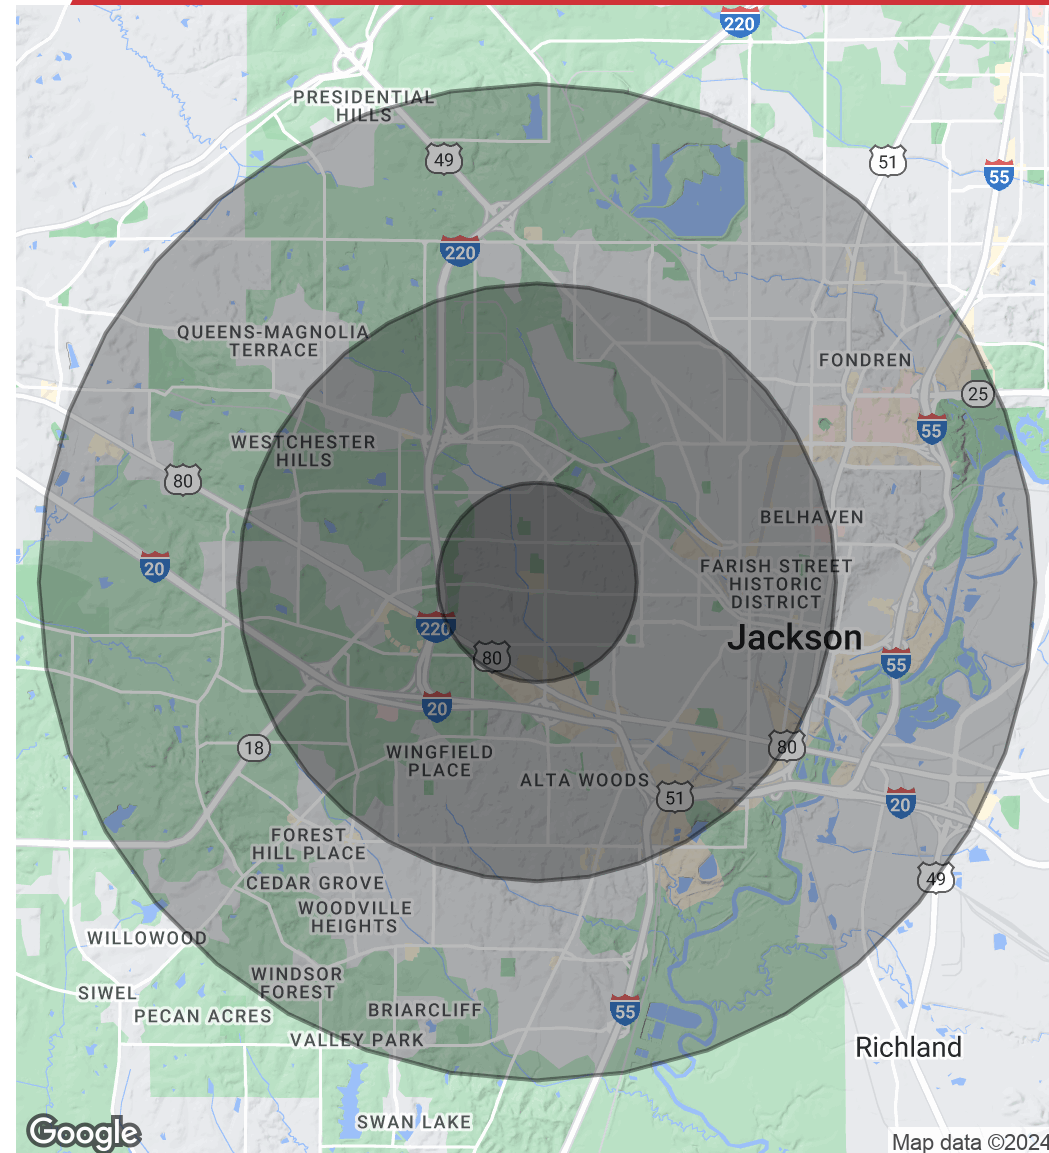 220
PRESIDENTIAL
HILLS
49
51
55
220
QUEENS-MAGNOLIA
TERRACE
FONDREN
25
55
WESTCHESTER
HILLS
80
BELHAVEN
20
FARISH STREET
HISTORIC
DISTRICT
220
Jackson
80
55
20
18
80
WINGFIELD
PLACE
ALTA WOODS
51
20
FOREST
HILL PLACE
49
CEDAR GROVE
WOODVILLE
HEIGHTS
WILLOWOOD
WINDSOR
FOREST
SIWEL
BRIARCLIFF
55
PECAN ACRES
VALLEY PARK
Richland
SWAN LAKE
Google
Map data ©2024